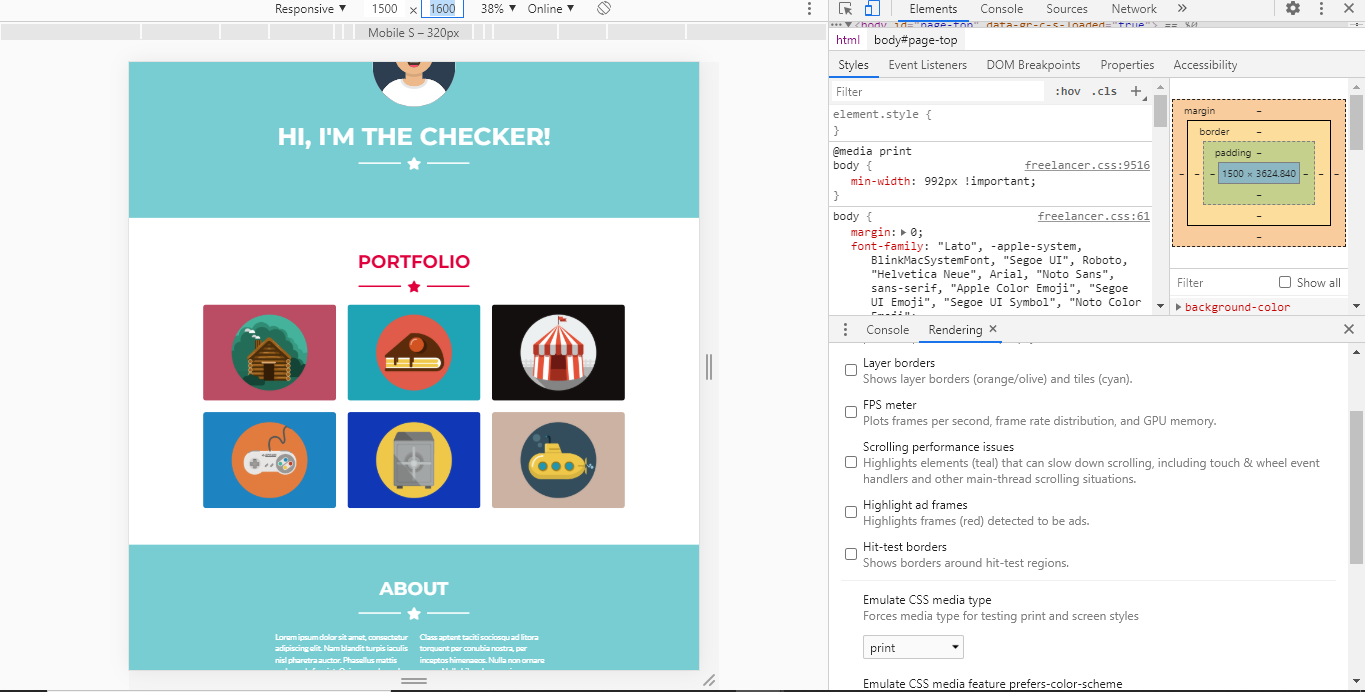 Responsive ▼ 1500 × 1600 38% ▼ Online ▼
Mobile S – 320px
HI, I'M THE CHECKER!
PORTFOLIO
ABOUT
Lorem ipsum dolor sit amet, consectetur
adipiscing elit. Nam blandit turpis iaculis
nisl pharetra auctor. Phasellus mattis
Class aptent taciti sociosqu ad litora
torquent per conubia nostra, per
inceptos himenaeos. Nulla non ornare
Elements Console Sources Network »
<body id="page-top" data-gr-c-s-loaded="true"> == $0
html body#page-top
Styles Event Listeners DOM Breakpoints Properties Accessibility
Filter :hov .cls +
element.style {
}
@media print
body { freelancer.css:9516
min-width: 992px !important;
}
body { freelancer.css:61
margin: ▶ 0;
font-family: "Lato", -apple-system,
BlinkMacSystemFont, "Segoe UI", Roboto,
"Helvetica Neue", Arial, "Noto Sans",
sans-serif, "Apple Color Emoji", "Segoe
UI Emoji", "Segoe UI Symbol", "Noto Color
Emoji";
margin –
border –
padding –
– – – 1500 × 3624.840 – – –
–
–
–
Filter Show all
background-color
Console Rendering ×
Layer borders
Shows layer borders (orange/olive) and tiles (cyan).
FPS meter
Plots frames per second, frame rate distribution, and GPU memory.
Scrolling performance issues
Highlights elements (teal) that can slow down scrolling, including touch & wheel event
handlers and other main-thread scrolling situations.
Highlight ad frames
Highlights frames (red) detected to be ads.
Hit-test borders
Shows borders around hit-test regions.
Emulate CSS media type
Forces media type for testing print and screen styles
print
Emulate CSS media feature prefers-color-scheme